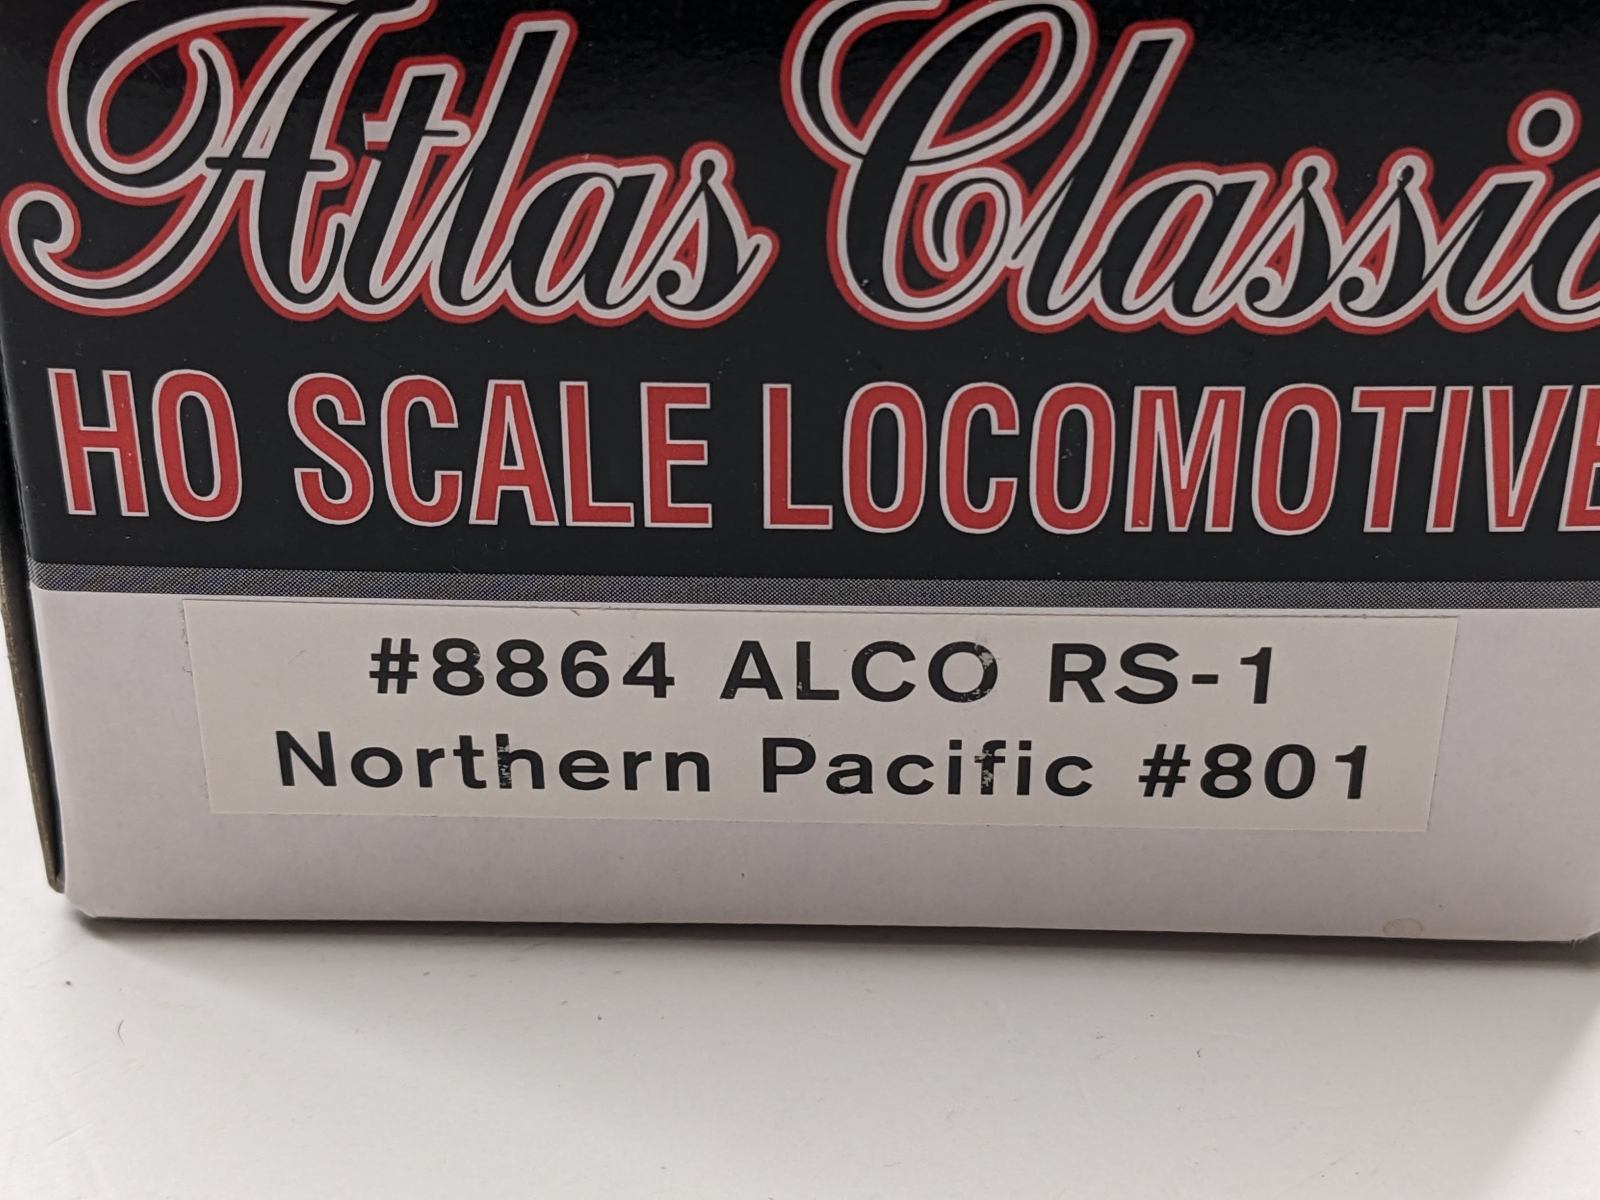 Atlas Classic
HO SCALE LOCOMOTIVE
#8864 ALCO RS-1
Northern Pacific #801